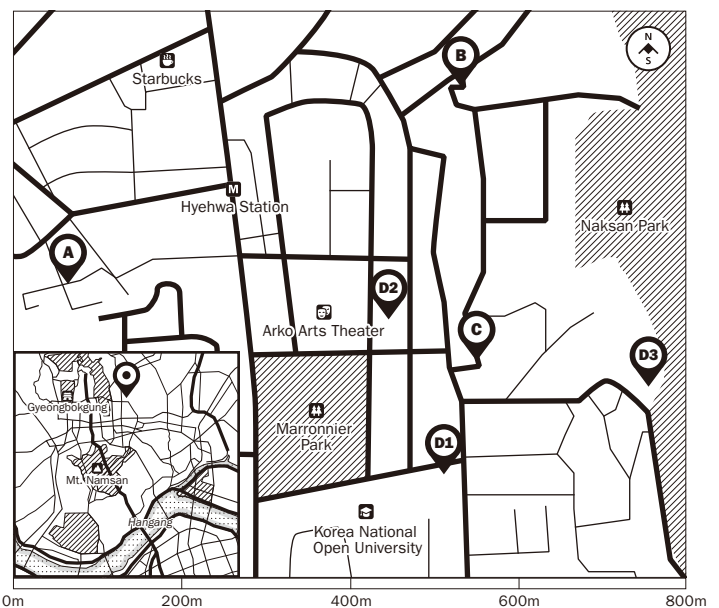 N
S
B
Starbucks
M
Hyehwa Station
Naksan Park
A
D2
Arko Arts Theater
C
D3
Gyeongbokgung
Marronnier
Park
D1
Mt. Namsan
Hangang
Korea National
Open University
0m
200m
400m
600m
800m